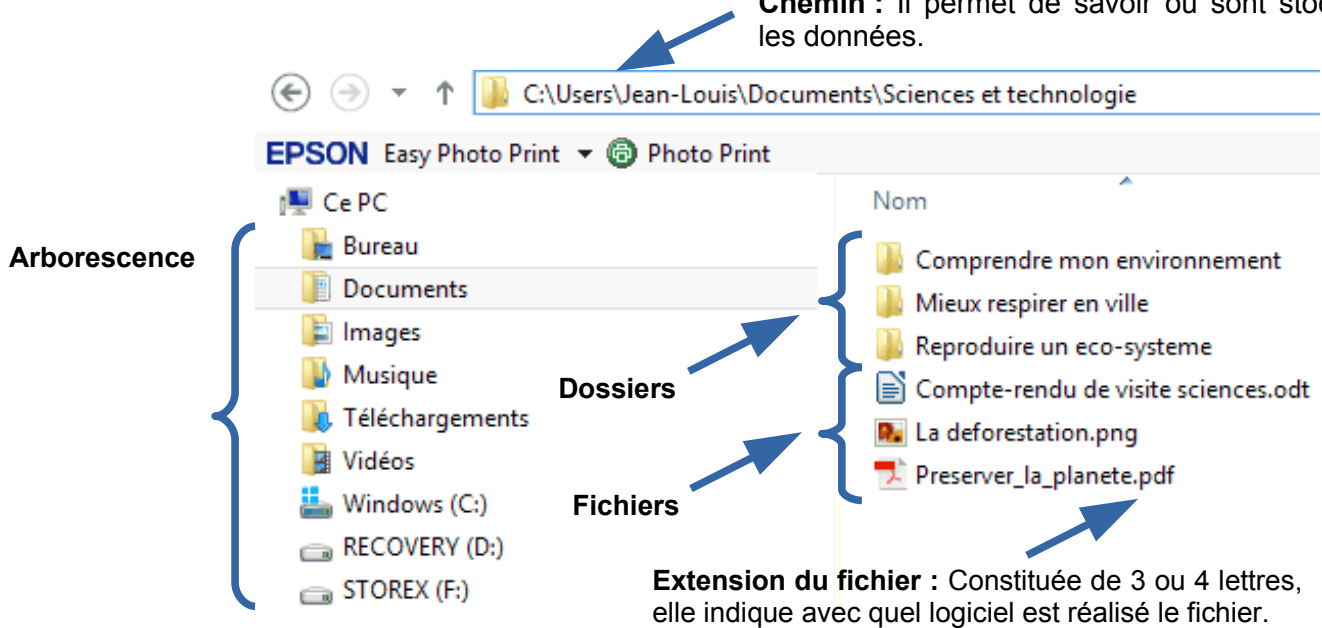 Chemin : Il permet de savoir où sont
les données.
C:\Users\Jean-Louis\Documents\Sciences et technologie
EPSON Easy Photo Print Photo Print
Ce PC
Nom
Arborescence
Bureau
Documents
Images
Musique
Téléchargements
Vidéos
Windows (C:)
RECOVERY (D:)
STOREX (F:)
Comprendre mon environnement
Mieux respirer en ville
Reproduire un eco-systeme
Compte-rendu de visite sciences.odt
La deforestation.png
Preserver_la_planete.pdf
Dossiers
Fichiers
Extension du fichier : Constituée de 3 ou 4 lettres,
elle indique avec quel logiciel est réalisé le fichier.